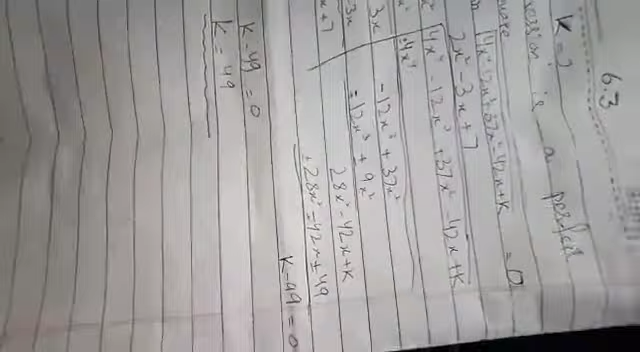 6.3
K = ?
ession is a perfect
4x⁴-12x³+37x²-42x+K = 0
2x² - 3x + 7
4x⁴ - 12x³ + 37x² - 42x + K
4x⁴
3x - 12x³ + 37x²
-3x - 12x³ + 9x²
28x² - 42x + K
x + 7 ± 28x² - 42x ± 49
K - 49 = 0
K - 49 = 0
K = 49